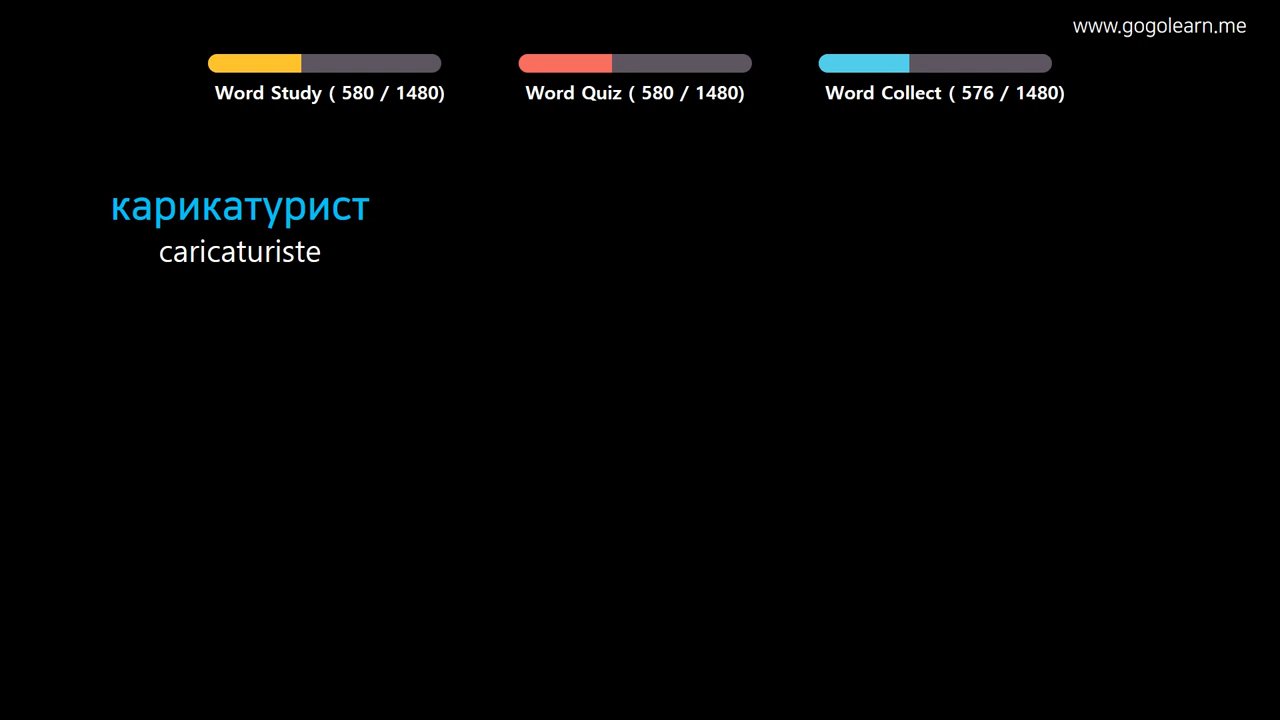 www.gogolearn.me
Word Study ( 580 / 1480)
Word Quiz ( 580 / 1480)
Word Collect ( 576 / 1480)
карикатурист
caricaturiste